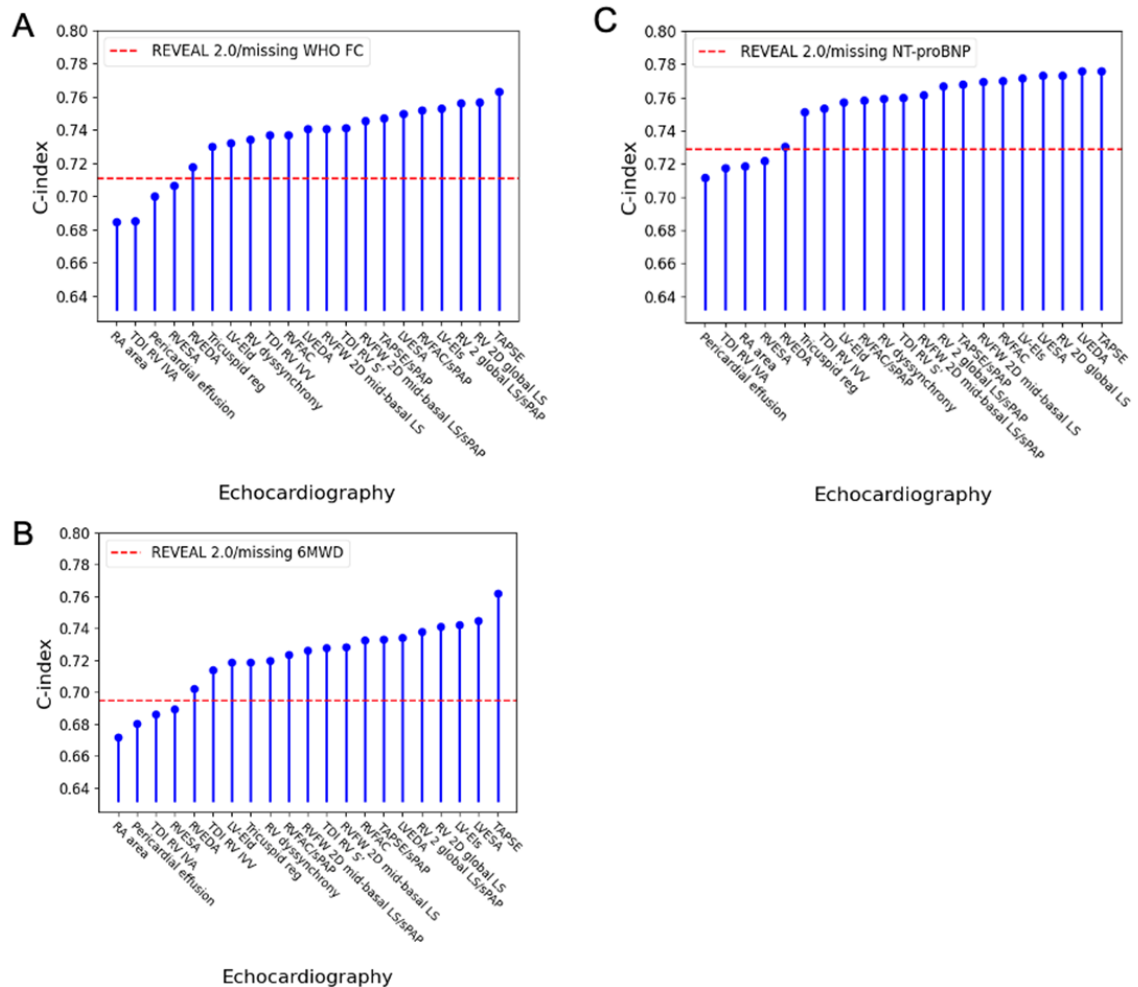 A
REVEAL 2.0/missing WHO FC
C-index
0.80
0.78
0.76
0.74
0.72
0.70
0.68
0.66
0.64
RA area
TDI RV IVA
Pericardial effusion
RVESA
RVEDA
Tricuspid reg
LV-EId
RV dyssynchrony
TDI RV IVV
RVFAC
LVEDA
RVFW 2D mid-basal LS
TDI RV S'
RVFW 2D mid-basal LS/sPAP
TAPSE/sPAP
LVESA
RVFAC/sPAP
LV-EIs
RV 2 global LS/sPAP
RV 2D global LS
TAPSE
Echocardiography
B
REVEAL 2.0/missing 6MWD
C-index
0.80
0.78
0.76
0.74
0.72
0.70
0.68
0.66
0.64
RA area
Pericardial effusion
TDI RV IVA
RVESA
RVEDA
TDI RV IVV
LV-EId
Tricuspid reg
RV dyssynchrony
RVFAC/sPAP
RVFW 2D mid-basal LS/sPAP
TDI RV S'
RVFW 2D mid-basal LS
RVFAC
TAPSE/sPAP
LVEDA
RV 2 global LS/sPAP
RV 2D global LS
LV-EIs
LVESA
TAPSE
Echocardiography
C
REVEAL 2.0/missing NT-proBNP
C-index
0.80
0.78
0.76
0.74
0.72
0.70
0.68
0.66
0.64
Pericardial effusion
TDI RV IVA
RA area
RVESA
RVEDA
Tricuspid reg
TDI RV IVV
LV-EId
RVFAC/sPAP
RV dyssynchrony
TDI RV S'
RVFW 2D mid-basal LS/sPAP
RV 2 global LS/sPAP
TAPSE/sPAP
RVFW 2D mid-basal LS
RVFAC
LV-EIs
LVESA
RV 2D global LS
LVEDA
TAPSE
Echocardiography